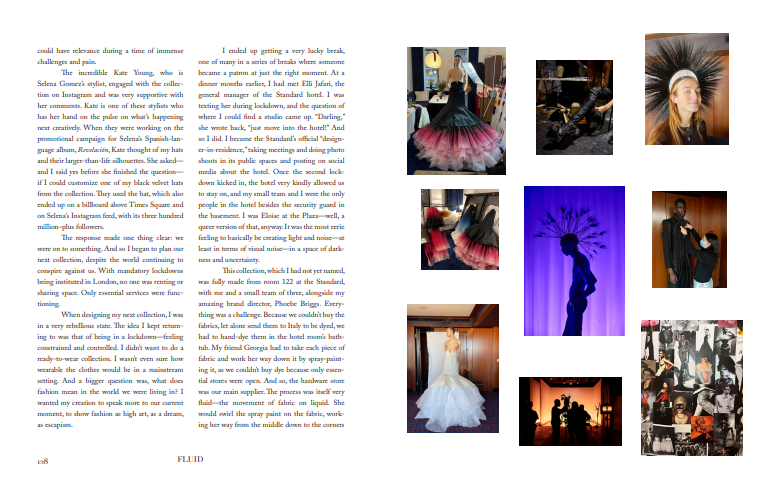 could have relevance during a time of immense
challenges and pain.
The incredible Kate Young, who is
Selena Gomez's stylist, engaged with the collec-
tion on Instagram and was very supportive with
her comments. Kate is one of these stylists who
has her hand on the pulse on what's happening
next creatively. When they were working on the
promotional campaign for Selena's Spanish-lan-
guage album, Revelación, Kate thought of my hats
and their larger-than-life silhouettes. She asked—
and I said yes before she finished the question—
if I could customize one of my black velvet hats
from the collection. They used the hat, which also
ended up on a billboard above Times Square and
on Selena's Instagram feed, with its three hundred
million-plus followers.
The response made one thing clear: we
were on to something. And so I began to plan our
next collection, despite the world continuing to
conspire against us. With mandatory lockdowns
being instituted in London, no one was renting or
sharing space. Only essential services were func-
tioning.
When designing my next collection, I was
in a very rebellious state. The idea I kept return-
ing to was that of being in a lockdown—feeling
constrained and controlled. I didn't want to do a
ready-to-wear collection. I wasn't even sure how
wearable the clothes would be in a mainstream
setting. And a bigger question was, what does
fashion mean in the world we were living in? I
wanted my creation to speak more to our current
moment, to show fashion as high art, as a dream,
as escapism.
I ended up getting a very lucky break,
one of many in a series of breaks where someone
became a patron at just the right moment. At a
dinner months earlier, I had met Elli Jafari, the
general manager of the Standard hotel. I was
texting her during lockdown, and the question of
where I could find a studio came up. "Darling,"
she wrote back, "just move into the hotel!" And
so I did. I became the Standard's official "design-
er-in-residence," taking meetings and doing photo
shoots in its public spaces and posting on social
media about the hotel. Once the second lock-
down kicked in, the hotel very kindly allowed us
to stay on, and my small team and I were the only
people in the hotel besides the security guard in
the basement. I was Eloise at the Plaza—well, a
queer version of that, anyway. It was the most eerie
feeling to basically be creating light and noise—at
least in terms of visual noise—in a space of dark-
ness and uncertainty.
This collection, which I had not yet named,
was fully made from room 122 at the Standard,
with me and a small team of three, alongside my
amazing brand director, Phoebe Briggs. Every-
thing was a challenge. Because we couldn't buy the
fabrics, let alone send them to Italy to be dyed, we
had to hand-dye them in the hotel room's bath-
tub. My friend Georgia had to take each piece of
fabric and work her way down it by spray-paint-
ing it, as we couldn't buy dye because only essen-
tial stores were open. And so, the hardware store
was our main supplier. The process was itself very
fluid—the movement of fabric on liquid. She
would swirl the spray paint on the fabric, work-
ing her way from the middle down to the corners
198
FLUID